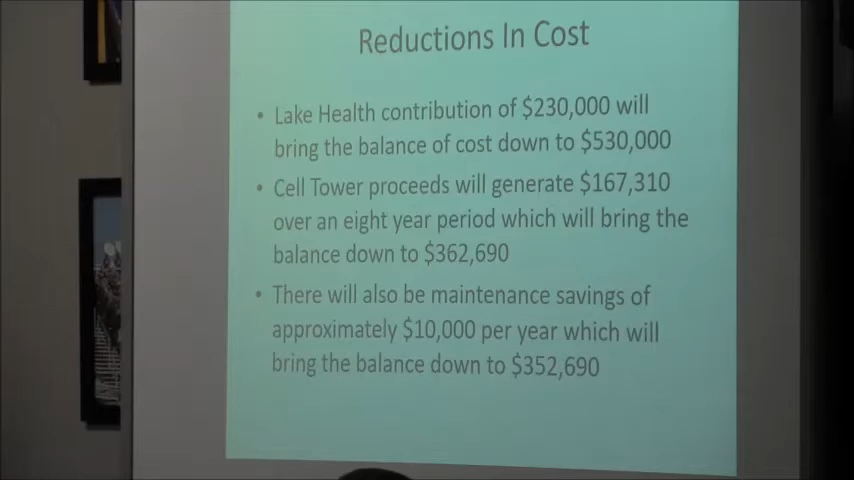 Reductions In Cost
• Lake Health contribution of $230,000 will
bring the balance of cost down to $530,000
• Cell Tower proceeds will generate $167,310
over an eight year period which will bring the
balance down to $362,690
• There will also be maintenance savings of
approximately $10,000 per year which will
bring the balance down to $352,690